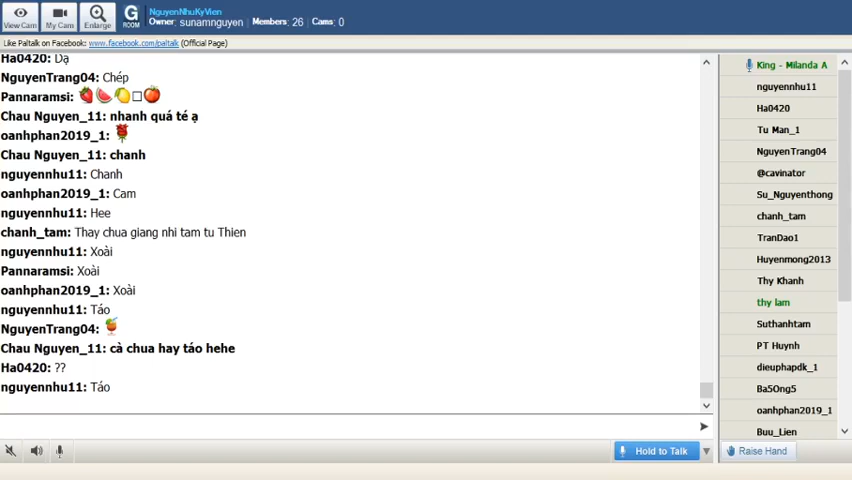 View Cam
My Cam
Enlarge
G
ROOM
NguyenNhuKyVien
Owner: sunamnguyen Members: 26 Cams: 0
Like Paltalk on Facebook: www.facebook.com/paltalk (Official Page)
Ha0420: Dạ
NguyenTrang04: Chép
Pannaramsi:
Chau Nguyen_11: nhanh quá té ạ
oanhphan2019_1:
Chau Nguyen_11: chanh
nguyennhu11: Chanh
oanhphan2019_1: Cam
nguyennhu11: Hee
chanh_tam: Thay chua giang nhi tam tu Thien
nguyennhu11: Xoài
Pannaramsi: Xoài
oanhphan2019_1: Xoài
nguyennhu11: Táo
NguyenTrang04:
Chau Nguyen_11: cà chua hay táo hehe
Ha0420: ??
nguyennhu11: Táo
Hold to Talk
King - Milanda A
nguyennhu11
Ha0420
Tu Man_1
NguyenTrang04
@cavinator
Su_Nguyenthong
chanh_tam
TranDao1
Huyenmong2013
Thy Khanh
thy lam
Suthanhtam
PT Huynh
dieuphapdk_1
Ba5Ong5
oanhphan2019_1
Buu_Lien
Raise Hand